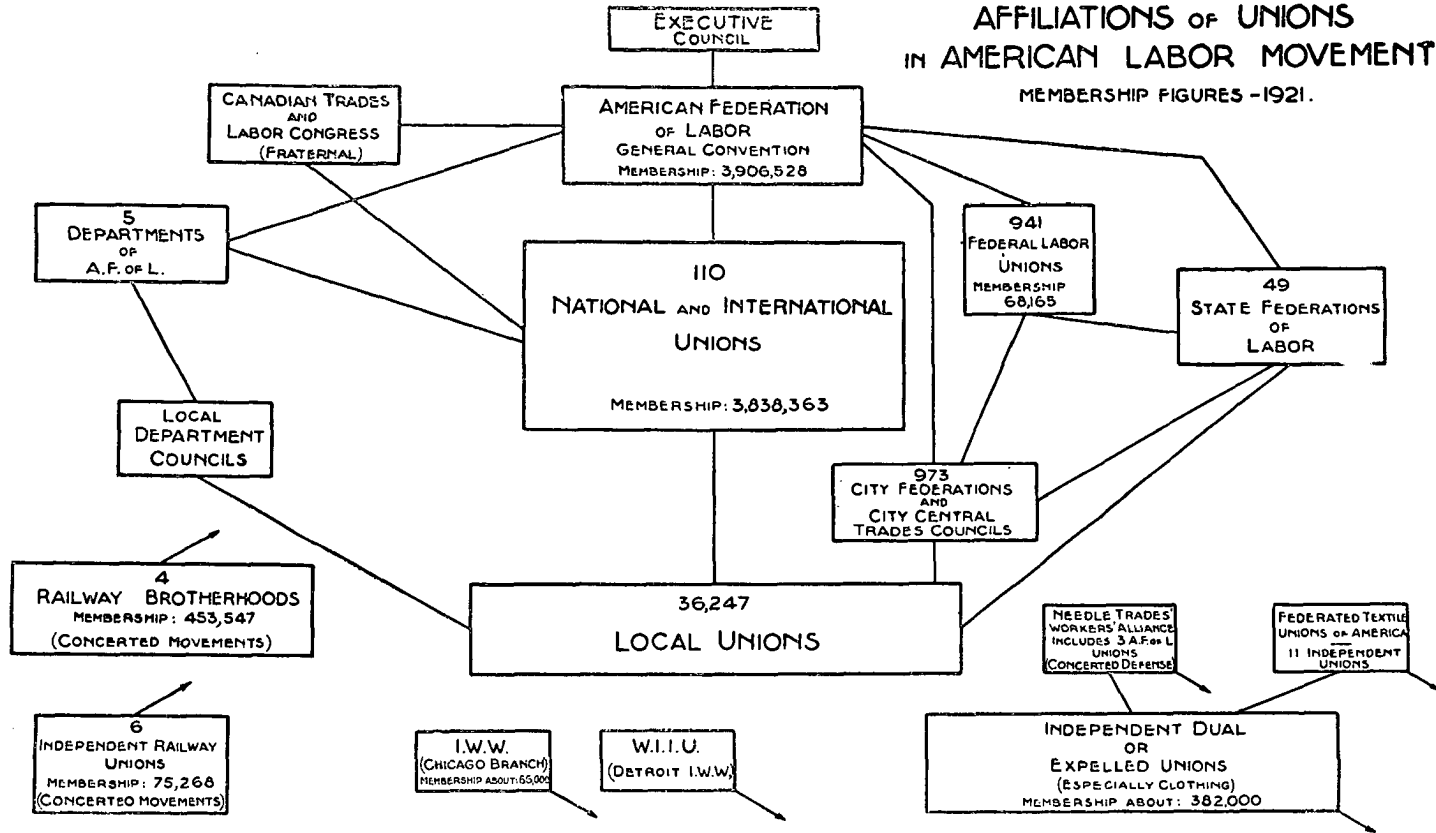 AFFILIATIONS OF UNIONS
IN AMERICAN LABOR MOVEMENT
MEMBERSHIP FIGURES -1921.
EXECUTIVE
COUNCIL
CANADIAN TRADES
AND
LABOR CONGRESS
(FRATERNAL)
AMERICAN FEDERATION
OF LABOR
GENERAL CONVENTION
MEMBERSHIP: 3,906,528
5
DEPARTMENTS
OF
A.F. OF L.
110
NATIONAL AND INTERNATIONAL
UNIONS
MEMBERSHIP: 3,838,363
941
FEDERAL LABOR
UNIONS
MEMBERSHIP
68,165
49
STATE FEDERATIONS
OF
LABOR
LOCAL
DEPARTMENT
COUNCILS
973
CITY FEDERATIONS
AND
CITY CENTRAL
TRADES COUNCILS
4
RAILWAY BROTHERHOODS
MEMBERSHIP: 453,547
(CONCERTED MOVEMENTS)
36,247
LOCAL UNIONS
NEEDLE TRADES'
WORKERS' ALLIANCE
INCLUDES 3 A.F. OF L.
UNIONS
(CONCERTED DEFENSE)
FEDERATED TEXTILE
UNIONS OF AMERICA
11 INDEPENDENT
UNIONS
6
INDEPENDENT RAILWAY
UNIONS
MEMBERSHIP: 75,268
(CONCERTED MOVEMENTS)
I.W.W.
(CHICAGO BRANCH)
MEMBERSHIP ABOUT: 65,000
W.I.I.U.
(DETROIT I.W.W.)
INDEPENDENT DUAL
OR
EXPELLED UNIONS
(ESPECIALLY CLOTHING)
MEMBERSHIP ABOUT: 382,000